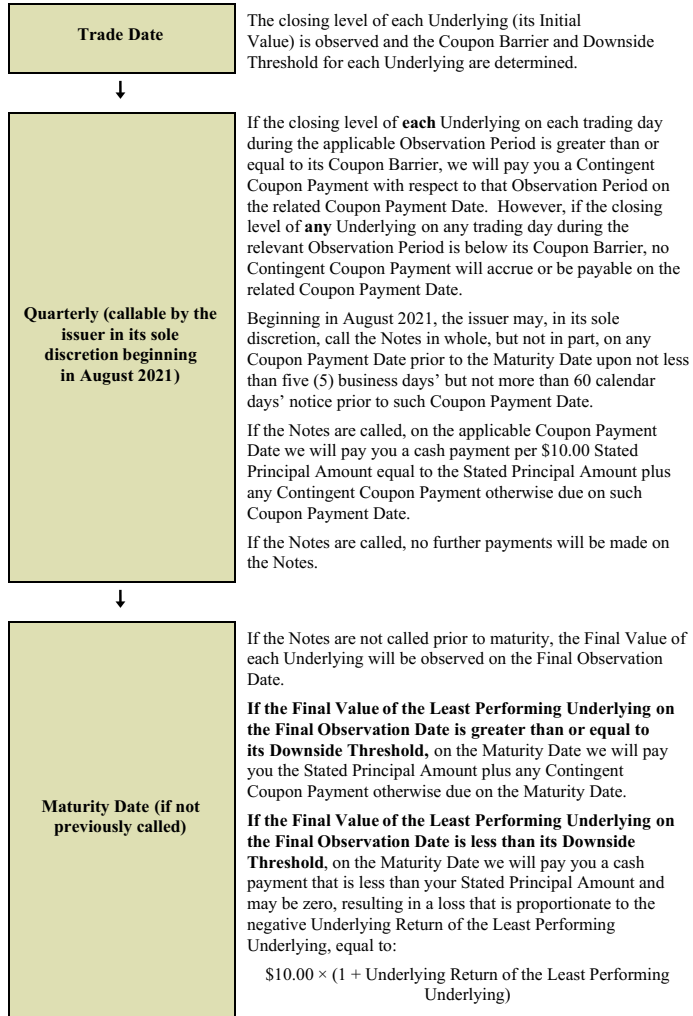 Trade Date
The closing level of each Underlying (its Initial
Value) is observed and the Coupon Barrier and Downside
Threshold for each Underlying are determined.
↓
Quarterly (callable by the
issuer in its sole
discretion beginning
in August 2021)
If the closing level of each Underlying on each trading day
during the applicable Observation Period is greater than or
equal to its Coupon Barrier, we will pay you a Contingent
Coupon Payment with respect to that Observation Period on
the related Coupon Payment Date. However, if the closing
level of any Underlying on any trading day during the
relevant Observation Period is below its Coupon Barrier, no
Contingent Coupon Payment will accrue or be payable on the
related Coupon Payment Date.
Beginning in August 2021, the issuer may, in its sole
discretion, call the Notes in whole, but not in part, on any
Coupon Payment Date prior to the Maturity Date upon not less
than five (5) business days’ but not more than 60 calendar
days’ notice prior to such Coupon Payment Date.
If the Notes are called, on the applicable Coupon Payment
Date we will pay you a cash payment per $10.00 Stated
Principal Amount equal to the Stated Principal Amount plus
any Contingent Coupon Payment otherwise due on such
Coupon Payment Date.
If the Notes are called, no further payments will be made on
the Notes.
↓
Maturity Date (if not
previously called)
If the Notes are not called prior to maturity, the Final Value of
each Underlying will be observed on the Final Observation
Date.
If the Final Value of the Least Performing Underlying on
the Final Observation Date is greater than or equal to
its Downside Threshold, on the Maturity Date we will pay
you the Stated Principal Amount plus any Contingent
Coupon Payment otherwise due on the Maturity Date.
If the Final Value of the Least Performing Underlying on
the Final Observation Date is less than its Downside
Threshold, on the Maturity Date we will pay you a cash
payment that is less than your Stated Principal Amount and
may be zero, resulting in a loss that is proportionate to the
negative Underlying Return of the Least Performing
Underlying, equal to:
$10.00 × (1 + Underlying Return of the Least Performing
Underlying)